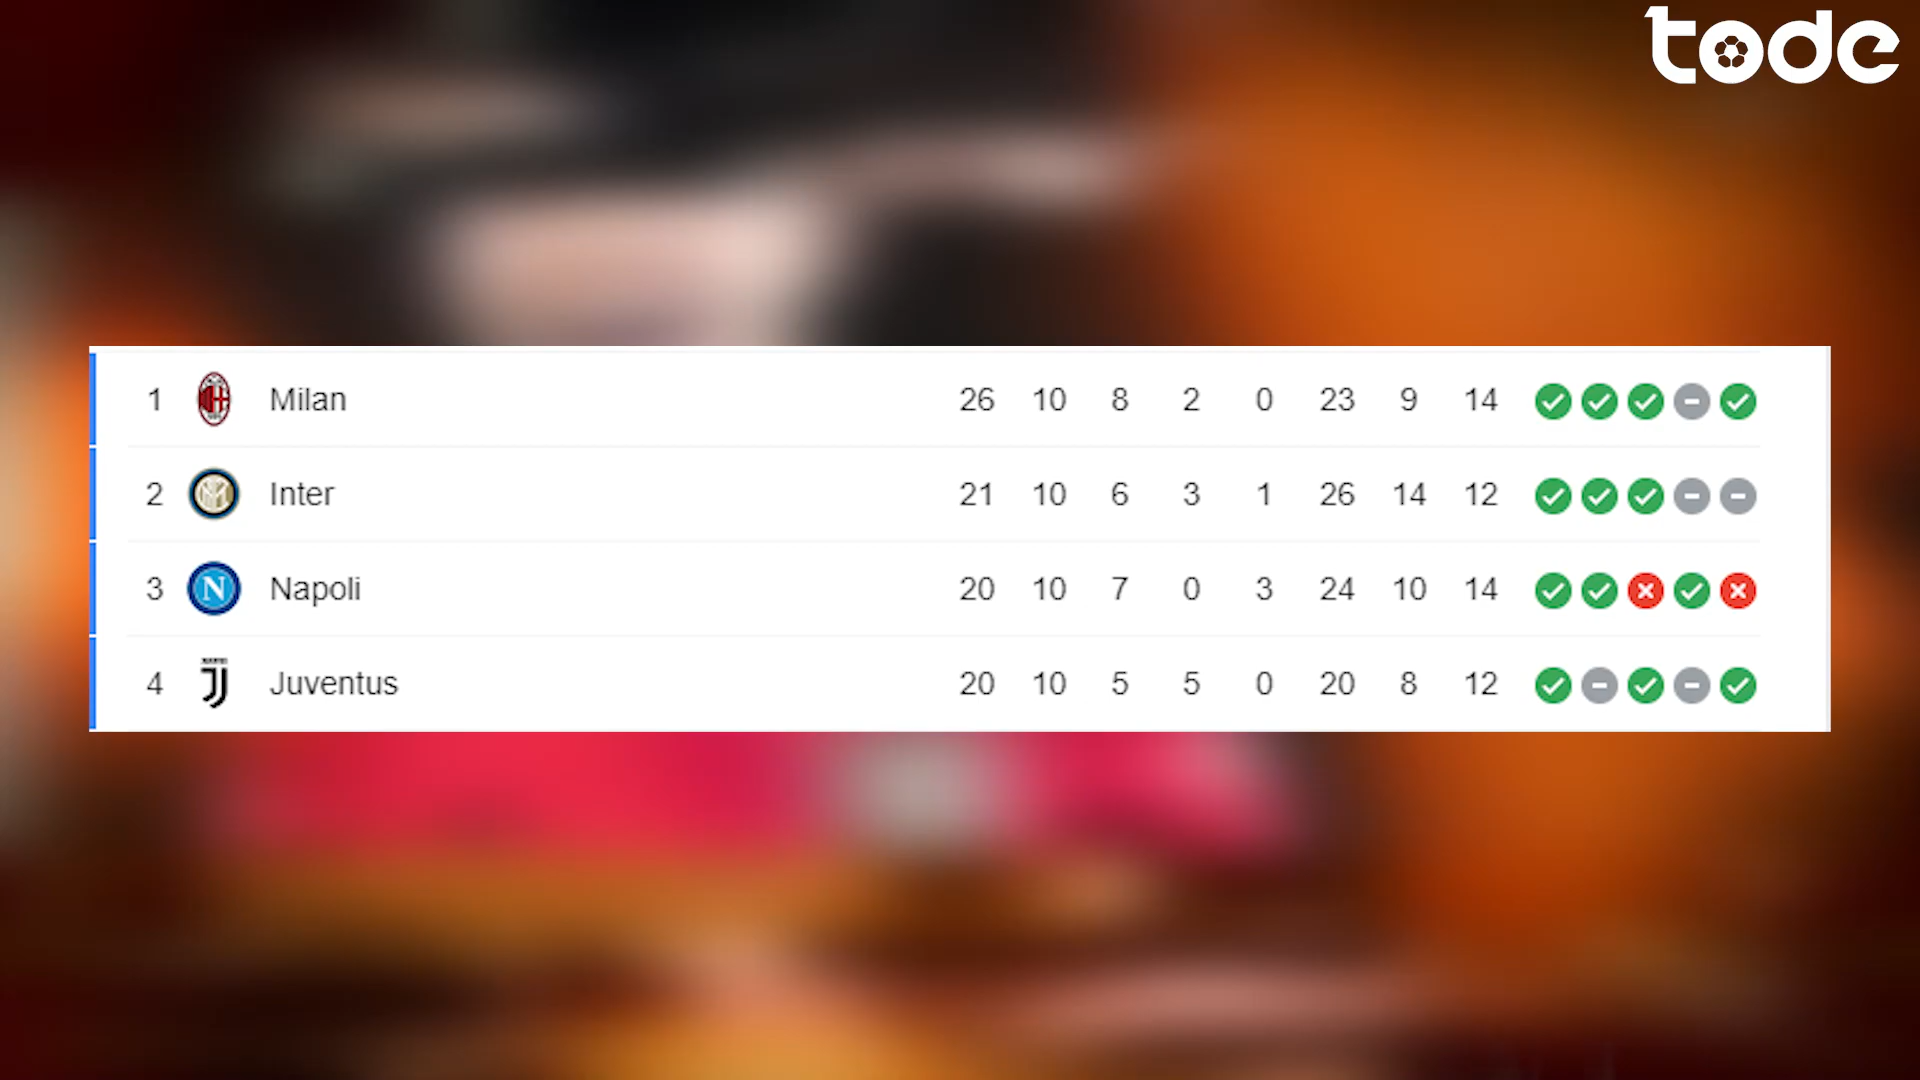 tode
1 Milan 26 10 8 2 0 23 9 14
2 Inter 21 10 6 3 1 26 14 12
3 N Napoli 20 10 7 0 3 24 10 14
4 Juventus 20 10 5 5 0 20 8 12